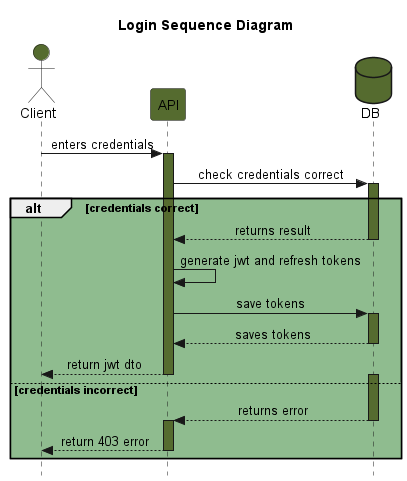 Login Sequence Diagram
Client
API
DB
enters credentials
check credentials correct
alt
[credentials correct]
returns result
generate jwt and refresh tokens
save tokens
saves tokens
return jwt dto
[credentials incorrect]
returns error
return 403 error